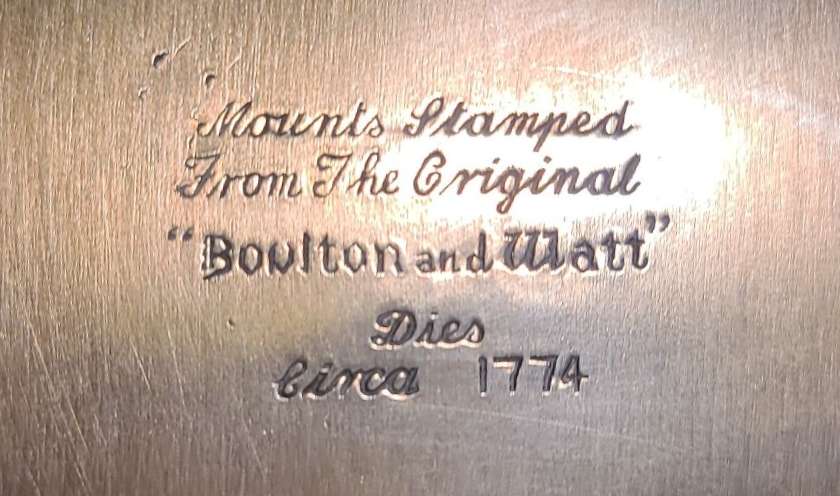 Mounts Stamped
From The Original
"Boulton and Watt"
Dies
Circa 1774